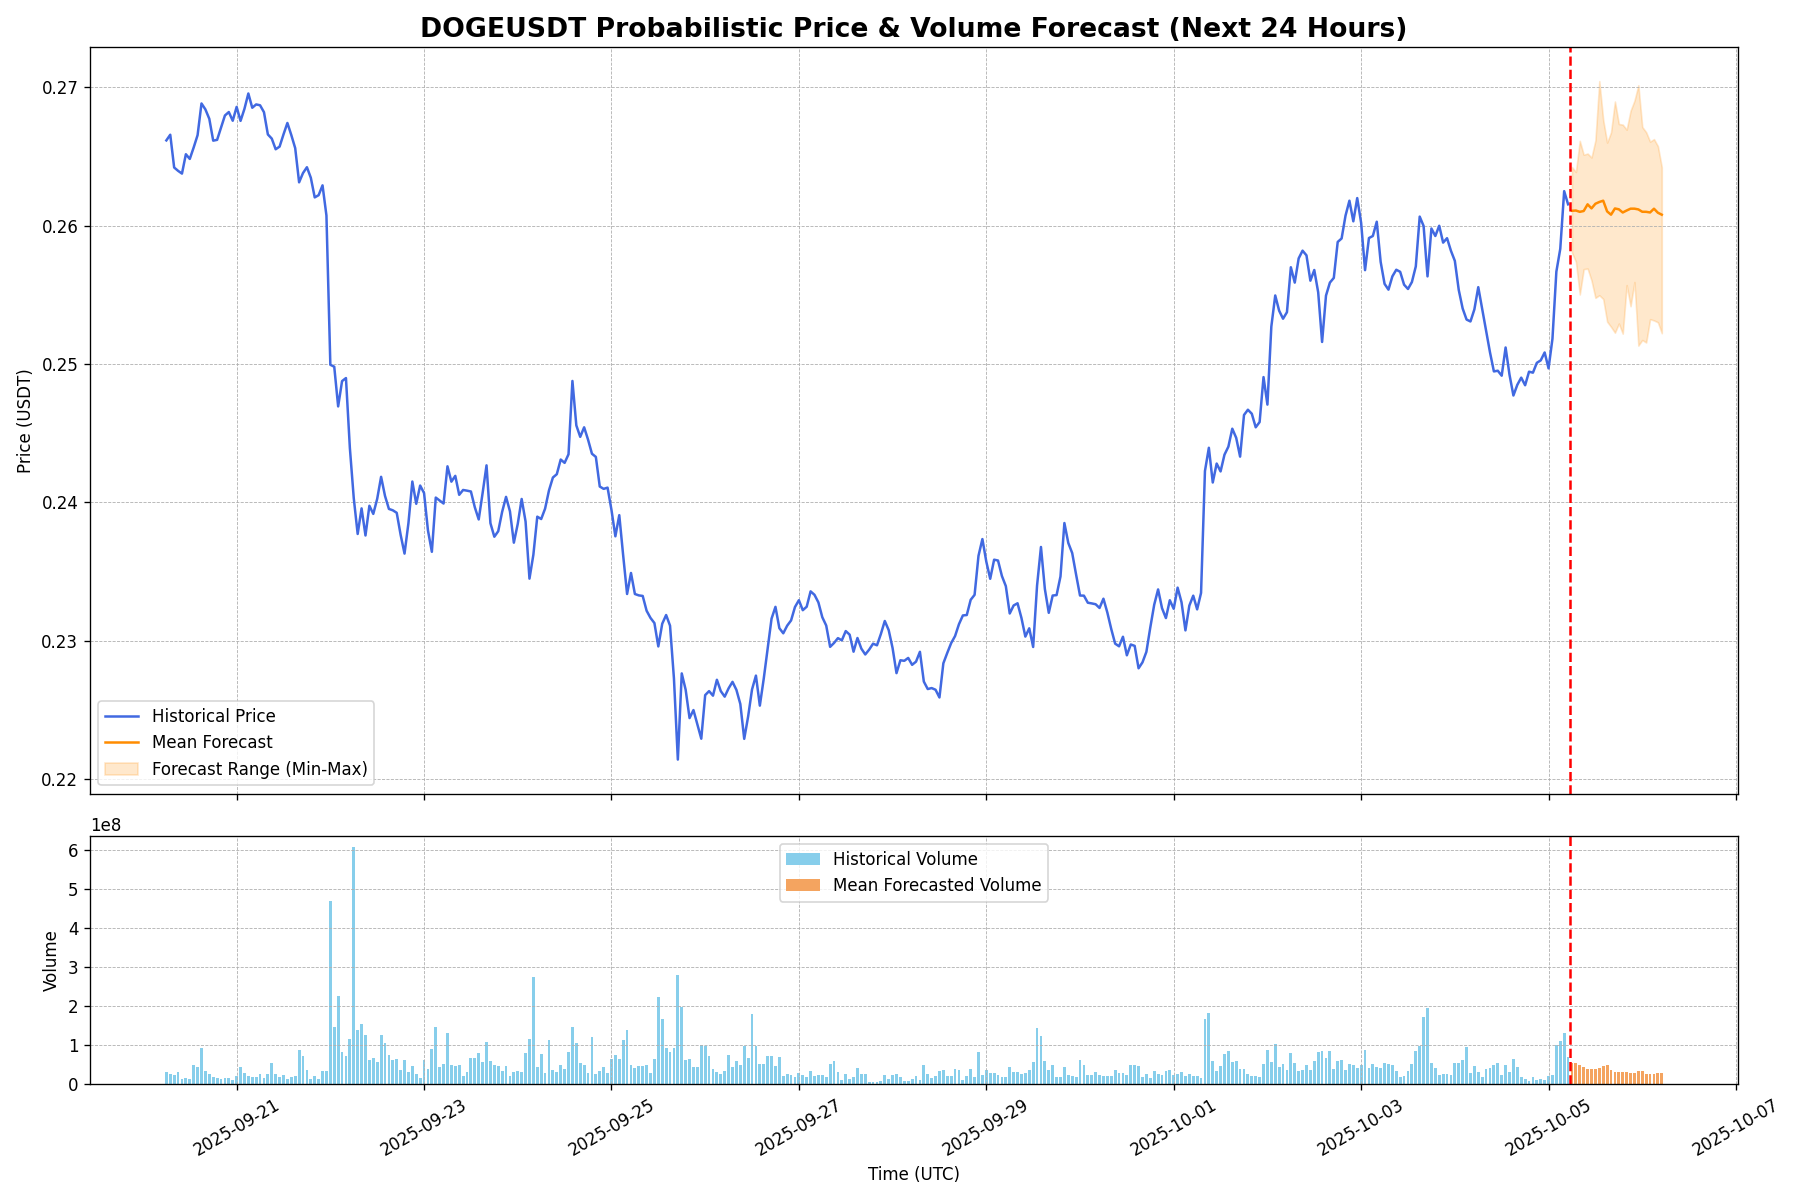 DOGEUSDT Probabilistic Price & Volume Forecast (Next 24 Hours)
Price (USDT)
0.27
0.26
0.25
0.24
0.23
0.22
Historical Price
Mean Forecast
Forecast Range (Min-Max)
1e8
Volume
6
5
4
3
2
1
0
Historical Volume
Mean Forecasted Volume
2025-09-21
2025-09-23
2025-09-25
2025-09-27
2025-09-29
2025-10-01
2025-10-03
2025-10-05
2025-10-07
Time (UTC)